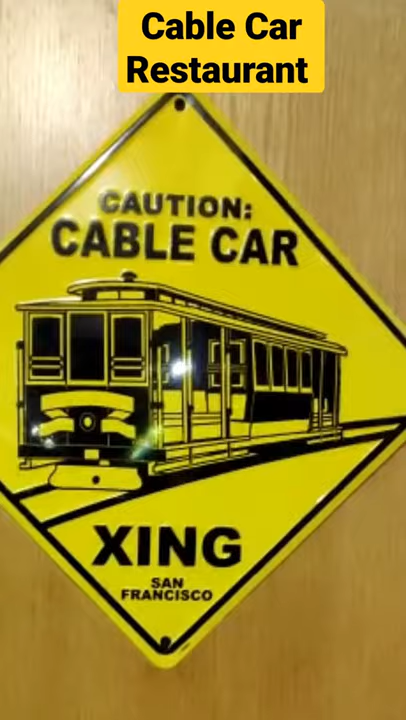 Cable Car
Restaurant
CAUTION:
CABLE CAR
XING
SAN
FRANCISCO